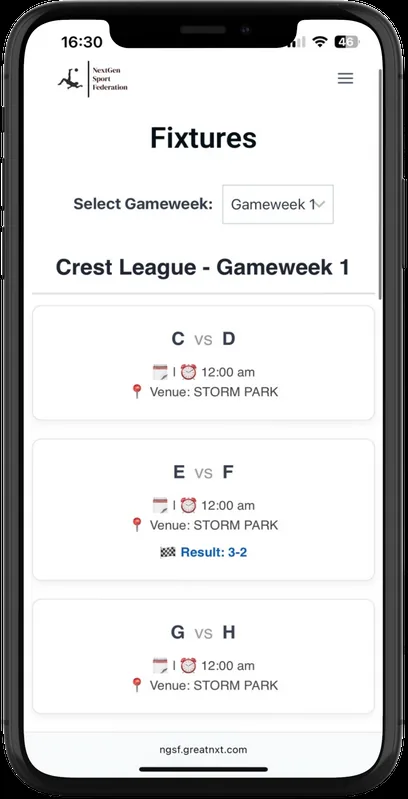 16:30
46
NextGen
Sport
Federation
Fixtures
Select Gameweek: Gameweek 1
Crest League - Gameweek 1
C vs D
| 12:00 am
Venue: STORM PARK
E vs F
| 12:00 am
Venue: STORM PARK
Result: 3-2
G vs H
| 12:00 am
Venue: STORM PARK
ngsf.greatnxt.com